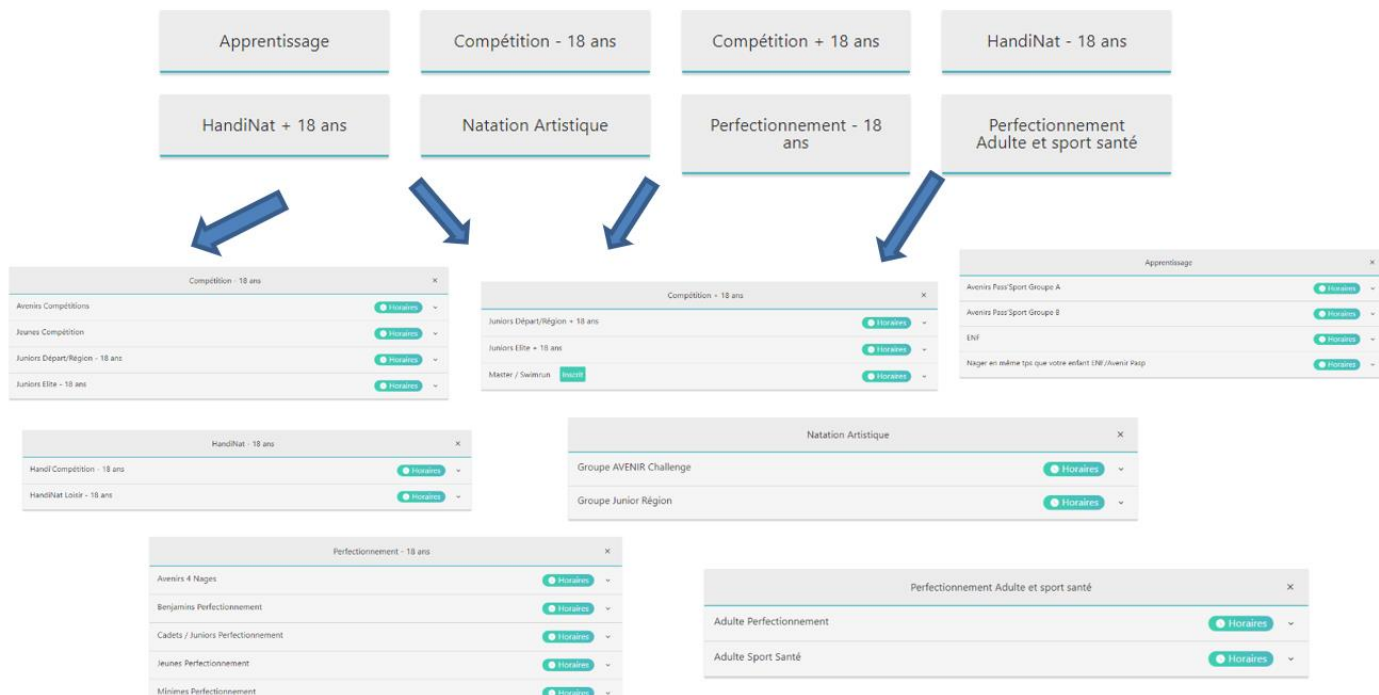 Apprentissage
Compétition - 18 ans
Compétition + 18 ans
HandiNat - 18 ans
HandiNat + 18 ans
Natation Artistique
Perfectionnement - 18
ans
Perfectionnement
Adulte et sport santé
Compétition - 18 ans ×
Avenirs Compétitions Horaires
Jeunes Compétition Horaires
Juniors Départ/Région - 18 ans Horaires
Juniors Elite - 18 ans Horaires
Compétition + 18 ans ×
Juniors Départ/Région + 18 ans Horaires
Juniors Elite + 18 ans Horaires
Master / Swimrun Inscrit Horaires
Apprentissage ×
Avenirs Pass'Sport Groupe A Horaires
Avenirs Pass'Sport Groupe B Horaires
ENF Horaires
Nager en même tps que votre enfant ENF/Avenir Pasp Horaires
HandiNat - 18 ans ×
Handi Compétition - 18 ans Horaires
HandiNat Loisir - 18 ans Horaires
Natation Artistique ×
Groupe AVENIR Challenge Horaires
Groupe Junior Région Horaires
Perfectionnement - 18 ans ×
Avenirs 4 Nages Horaires
Benjamins Perfectionnement Horaires
Cadets / Juniors Perfectionnement Horaires
Jeunes Perfectionnement Horaires
Minimes Perfectionnement Horaires
Perfectionnement Adulte et sport santé ×
Adulte Perfectionnement Horaires
Adulte Sport Santé Horaires